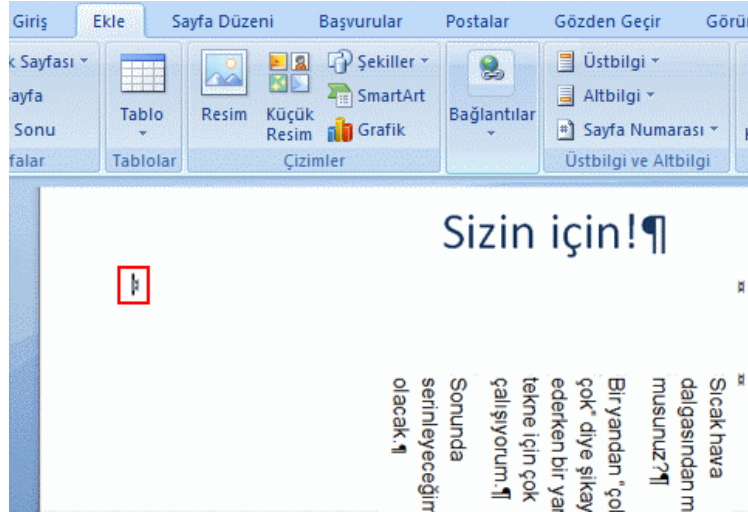 Giriş Ekle Sayfa Düzeni Başvurular Postalar Gözden Geçir Görü
k Sayfası
ayfa
Sonu
falar
Tablo
Tablolar
Resim
Küçük
Resim
Şekiller
SmartArt
Grafik
Çizimler
Bağlantılar
Üstbilgi
Altbilgi
Sayfa Numarası
Üstbilgi ve Altbilgi
Sizin için!¶
Sıcak hava
dalgasından m
musunuz?¶
Bir yandan "çol
çok" diye şikay
ederken bir yar
tekne için çok
çalışıyorum.¶
Sonunda
serinleyeceğim
olacak.¶